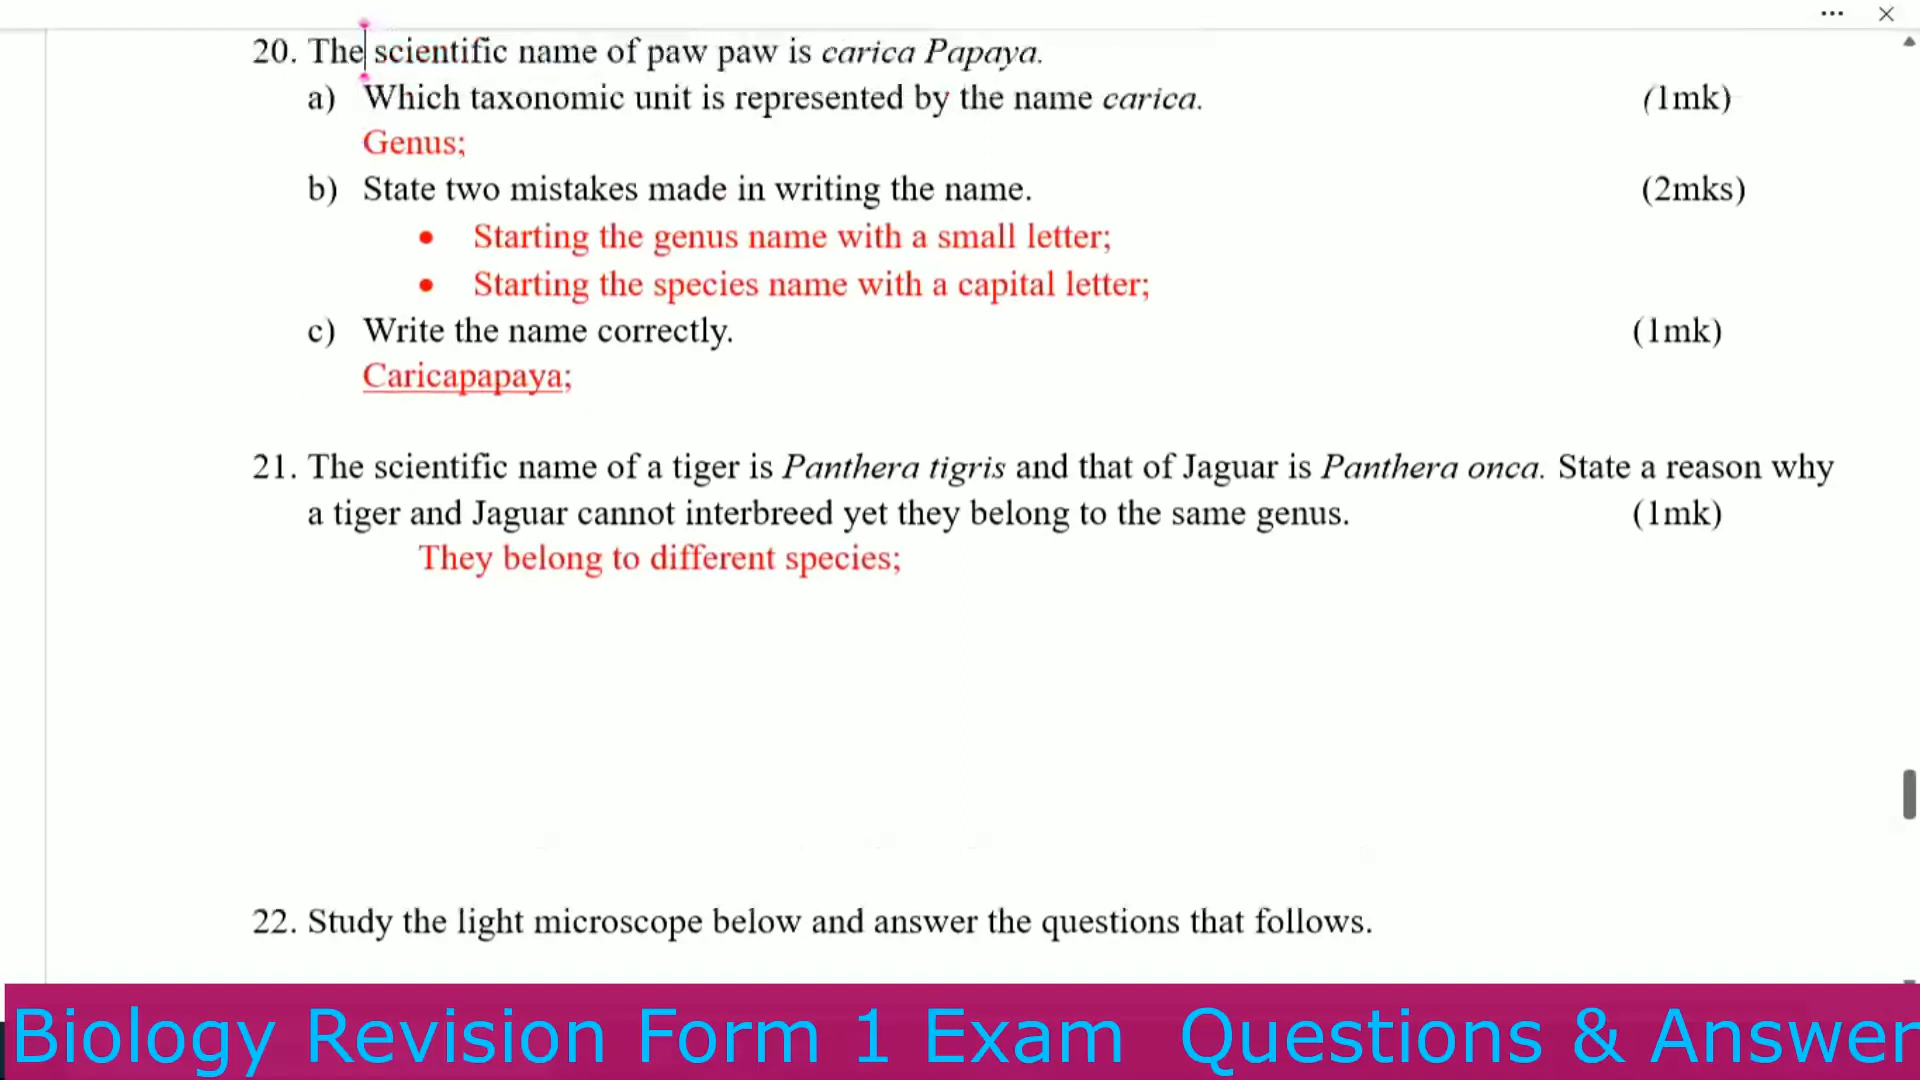 20. The scientific name of paw paw is carica Papaya.
a) Which taxonomic unit is represented by the name carica. (1mk)
Genus;
b) State two mistakes made in writing the name. (2mks)
• Starting the genus name with a small letter;
• Starting the species name with a capital letter;
c) Write the name correctly. (1mk)
Caricapapaya;
21. The scientific name of a tiger is Panthera tigris and that of Jaguar is Panthera onca. State a reason why
a tiger and Jaguar cannot interbreed yet they belong to the same genus. (1mk)
They belong to different species;
22. Study the light microscope below and answer the questions that follows.
Biology Revision Form 1 Exam Questions & Answer